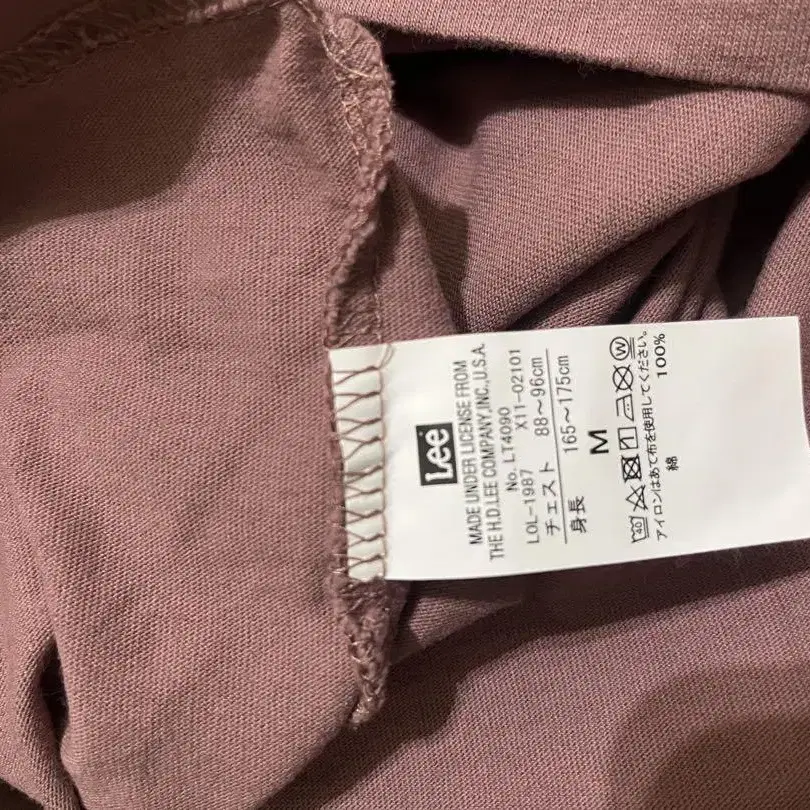 Lee
MADE UNDER LICENSE FROM
THE H.D.LEE COMPANY,INC.,U.S.A.
No. LT4090
LOL-1987 X11-02101
チェスト 88～96cm
身長 165～175cm
M
40 W
アイロンはあて布を使用してください。
綿 100%